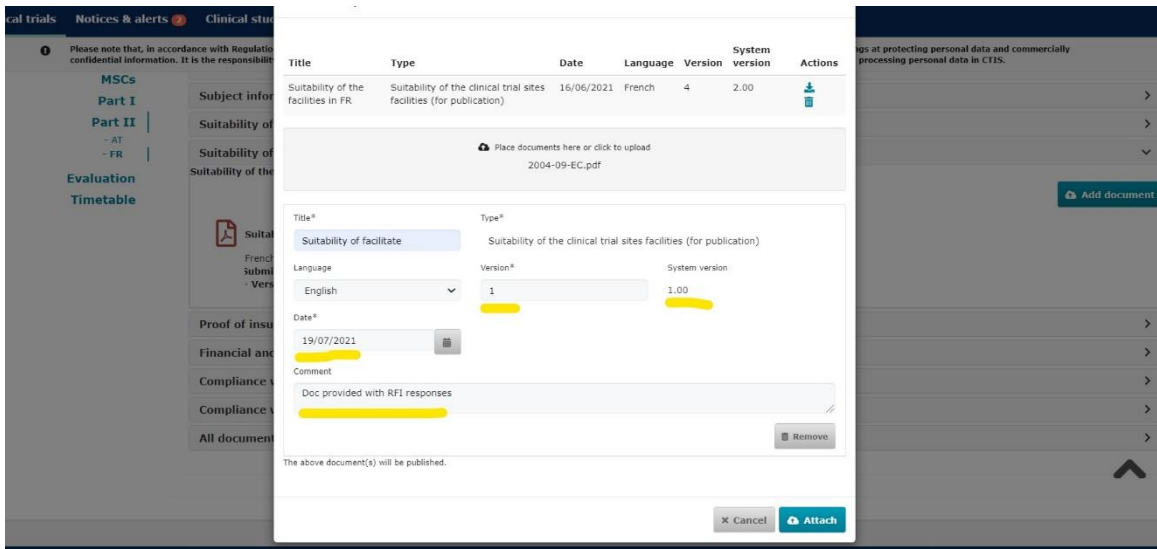 cal trials Notices & alerts 2 Clinical stud
Please note that, in accordance with Regulatio
confidential information. It is the responsibilit
ngs at protecting personal data and commercially
processing personal data in CTIS.
MSCs
Part I
Part II
- AT
- FR
Evaluation
Timetable
Subject infor
Suitability of
Suitability of
Suitability of the
Add document
Suital
French
Submi
- Vers
Proof of insu
Financial and
Compliance v
Compliance v
All document
Title Type Date Language Version System version Actions
Suitability of the facilities in FR
Suitability of the clinical trial sites facilities (for publication)
16/06/2021 French 4 2.00
Place documents here or click to upload
2004-09-EC.pdf
Title* Type*
Suitability of facilitate Suitability of the clinical trial sites facilities (for publication)
Language Version* System version
English 1 1.00
Date*
19/07/2021
Comment
Doc provided with RFI responses
Remove
The above document(s) will be published.
Cancel Attach